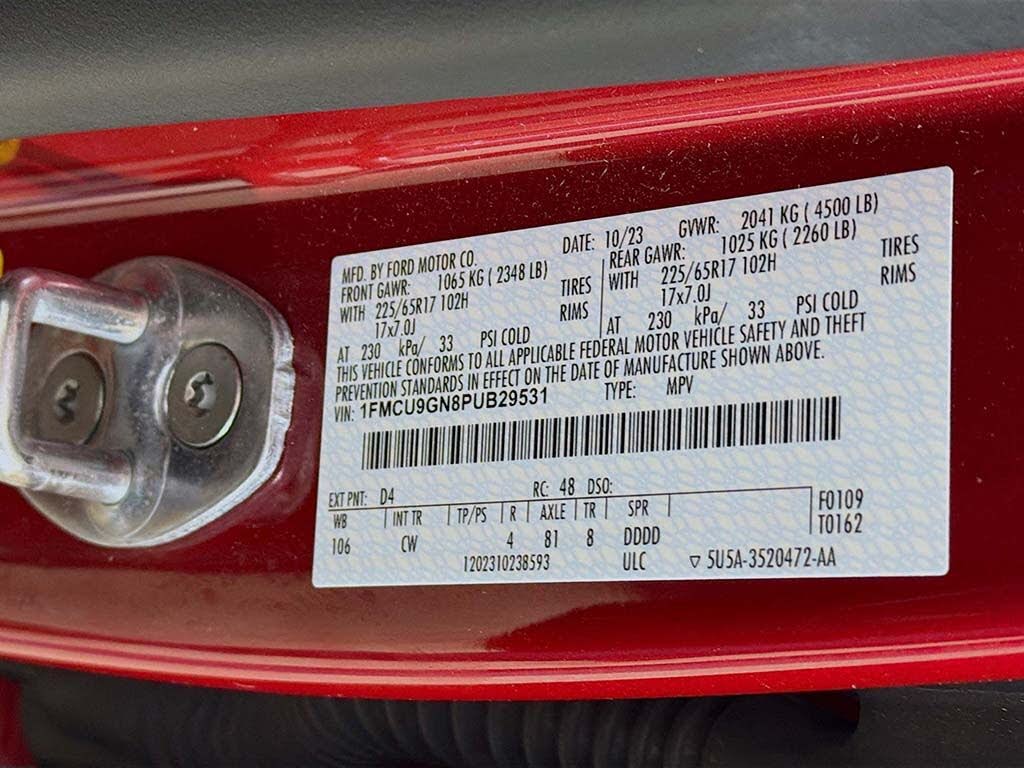 MFD. BY FORD MOTOR CO. DATE: 10/23 GVWR: 2041 KG ( 4500 LB)
FRONT GAWR: 1065 KG ( 2348 LB) REAR GAWR: 1025 KG ( 2260 LB)
WITH 225/65R17 102H TIRES WITH 225/65R17 102H TIRES
17x7.0J RIMS 17x7.0J RIMS
AT 230 kPa/ 33 PSI COLD AT 230 kPa/ 33 PSI COLD
THIS VEHICLE CONFORMS TO ALL APPLICABLE FEDERAL MOTOR VEHICLE SAFETY AND THEFT
PREVENTION STANDARDS IN EFFECT ON THE DATE OF MANUFACTURE SHOWN ABOVE.
VIN: 1FMCU9GN8PUB29531 TYPE: MPV
EXT PNT: D4 RC: 48 DSO:
WB INT TR TP/PS R AXLE TR SPR F0109
106 CW 4 81 8 DDDD T0162
1202310238593 ULC ▽ 5U5A-3520472-AA